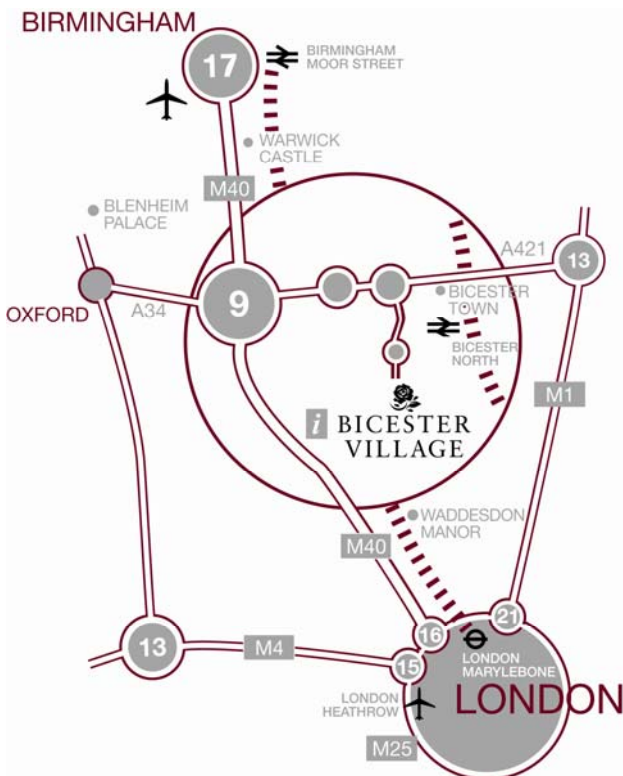 BIRMINGHAM
17
BIRMINGHAM
MOOR STREET
WARWICK
CASTLE
M40
BLENHEIM
PALACE
A421
13
OXFORD
A34
9
BICESTER
TOWN
BICESTER
NORTH
M1
i
BICESTER
VILLAGE
WADDESDON
MANOR
M40
21
16
13
M4
15
LONDON
MARYLEBONE
LONDON
HEATHROW
LONDON
M25